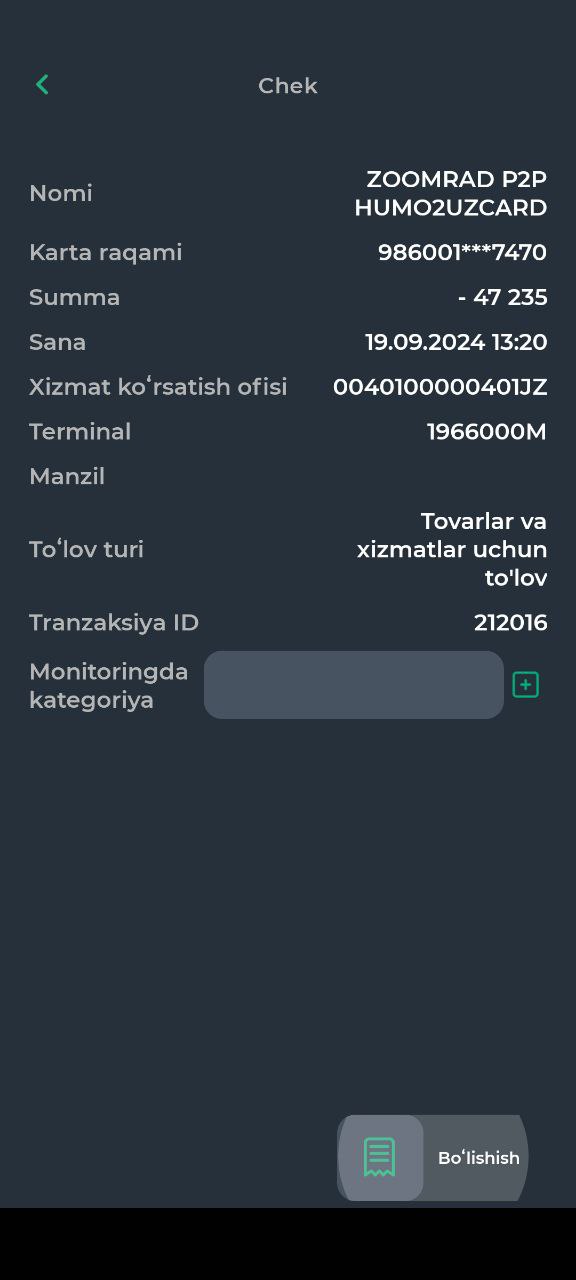 Chek
Nomi
ZOOMRAD P2P
HUMO2UZCARD
Karta raqami
986001***7470
Summa
- 47 235
Sana
19.09.2024 13:20
Xizmat koʻrsatish ofisi
0040100000401JZ
Terminal
1966000M
Manzil
Toʻlov turi
Tovarlar va
xizmatlar uchun
to'lov
Tranzaksiya ID
212016
Monitoringda
kategoriya
Boʻlishish